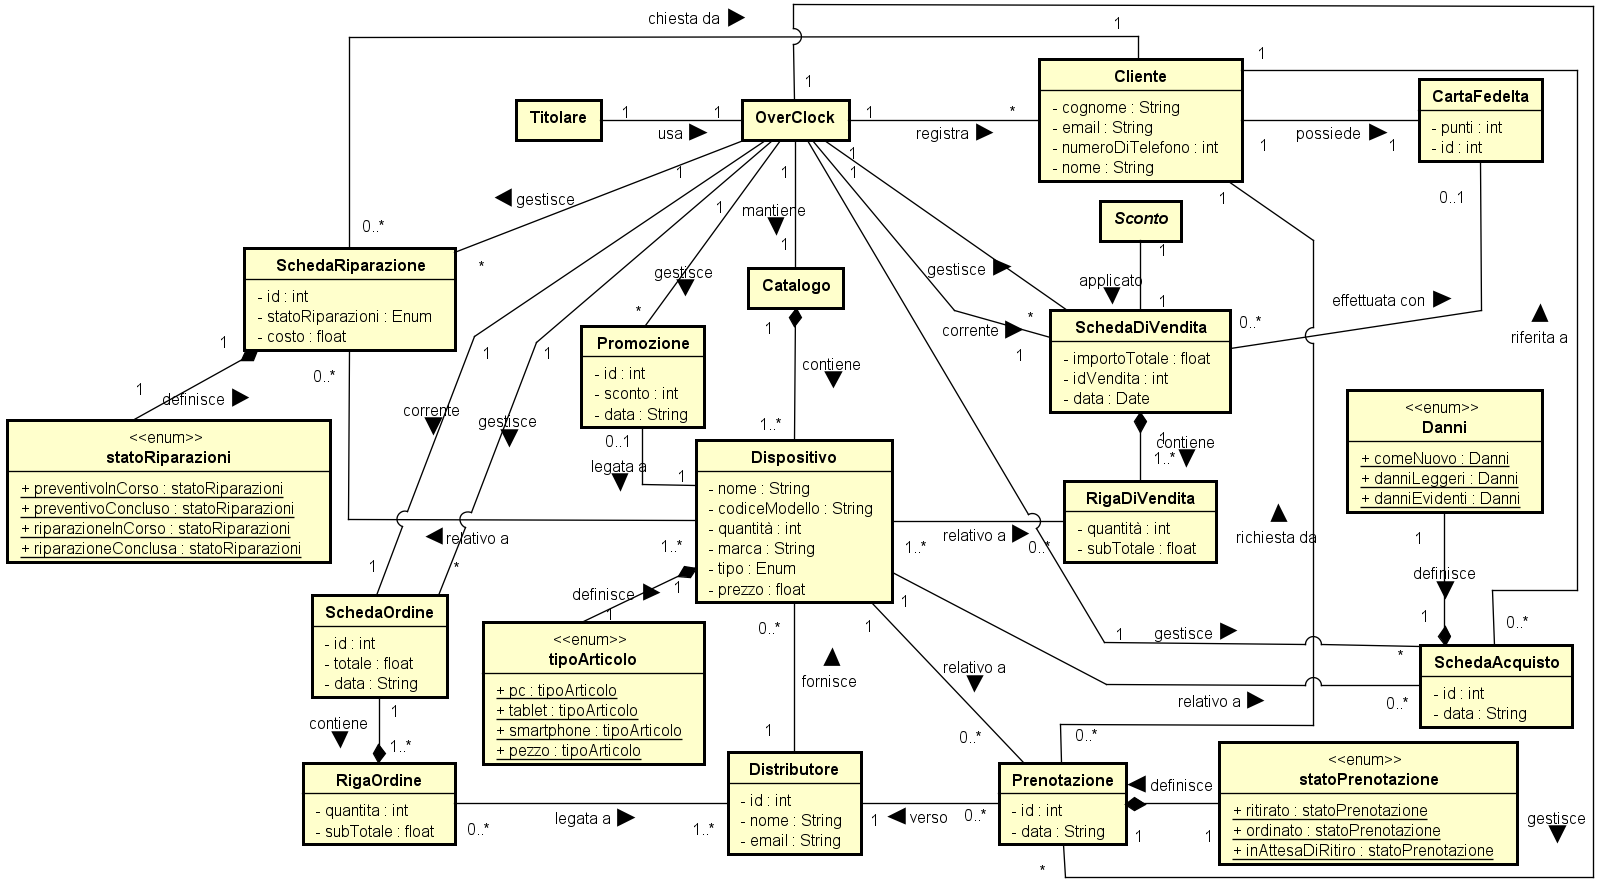 chiesta da
1
1
1
Cliente
- cognome : String
- email : String
- numeroDiTelefono : int
- nome : String
CartaFedelta
- punti : int
- id : int
Titolare
1
usa
1
OverClock
1
registra
*
1
possiede
1
1
0..1
1
1
1
1
1
1
gestisce
mantiene
1
Sconto
1
0..*
*
gestisce
*
Catalogo
1
gestisce
applicato
1
corrente
*
1
0..*
effettuata con
riferita a
SchedaRiparazione
- id : int
- statoRiparazioni : Enum
- costo : float
1
1
definisce
0..*
1
1
Promozione
- id : int
- sconto : int
- data : String
contiene
SchedaDiVendita
- importoTotale : float
- idVendita : int
- data : Date
corrente
gestisce
0..1
legata a
1
1..*
1
contiene
1..*
<<enum>>
Danni
+ comeNuovo : Danni
+ danniLeggeri : Danni
+ danniEvidenti : Danni
<<enum>>
statoRiparazioni
+ preventivoInCorso : statoRiparazioni
+ preventivoConcluso : statoRiparazioni
+ riparazioneInCorso : statoRiparazioni
+ riparazioneConclusa : statoRiparazioni
Dispositivo
- nome : String
- codiceModello : String
- quantità : int
- marca : String
- tipo : Enum
- prezzo : float
RigaDiVendita
- quantità : int
- subTotale : float
relativo a
1..*
1..*
relativo a
0..*
richiesta da
1
definisce
1
1
*
definisce
1
1
SchedaOrdine
- id : int
- totale : float
- data : String
<<enum>>
tipoArticolo
+ pc : tipoArticolo
+ tablet : tipoArticolo
+ smartphone : tipoArticolo
+ pezzo : tipoArticolo
0..*
fornisce
1
1
1
relativo a
0..*
1
gestisce
*
0..*
relativo a
0..*
SchedaAcquisto
- id : int
- data : String
contiene
1
1..*
RigaOrdine
- quantita : int
- subTotale : float
0..*
legata a
1..*
Distributore
- id : int
- nome : String
- email : String
1
verso
0..*
0..*
Prenotazione
- id : int
- data : String
*
definisce
1
1
<<enum>>
statoPrenotazione
+ ritirato : statoPrenotazione
+ ordinato : statoPrenotazione
+ inAttesaDiRitiro : statoPrenotazione
gestisce